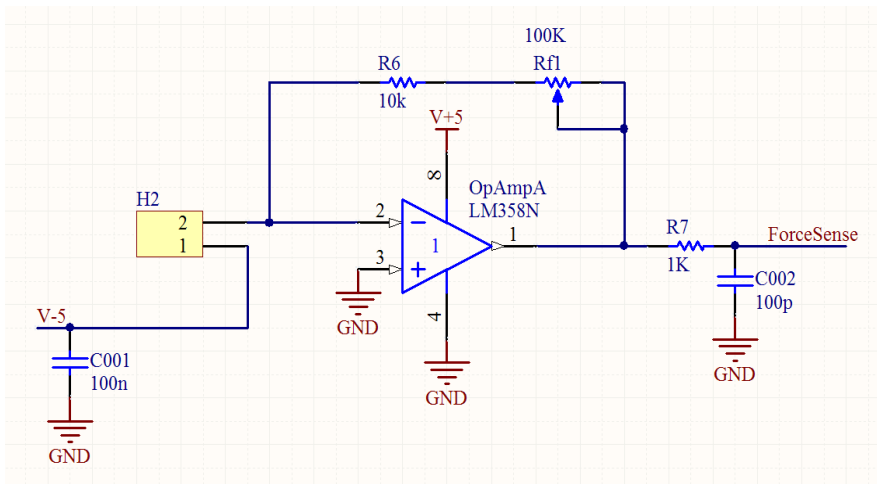 100K
R6
Rf1
10k
V+5
8
OpAmpA
LM358N
H2
2
1
2
3
1
1
R7
1K
ForceSense
C002
100p
GND
4
GND
GND
V-5
C001
100n
GND